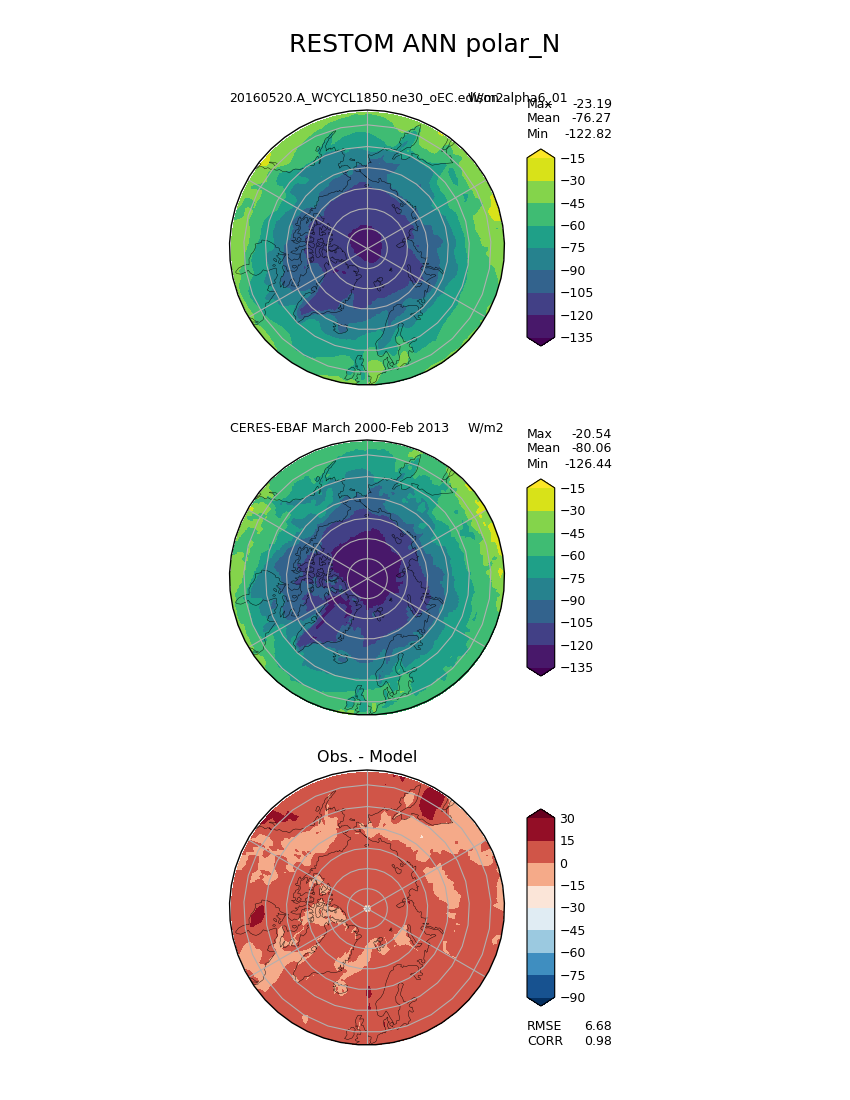 RESTOM ANN polar_N
20160520.A_WCYCL1850.ne30_oEC.edison.alpha6_01 W/m2
Max -23.19
Mean -76.27
Min -122.82
−15
−30
−45
−60
−75
−90
−105
−120
−135
CERES-EBAF March 2000-Feb 2013 W/m2
Max -20.54
Mean -80.06
Min -126.44
−15
−30
−45
−60
−75
−90
−105
−120
−135
Obs. - Model
30
15
0
−15
−30
−45
−60
−75
−90
RMSE 6.68
CORR 0.98